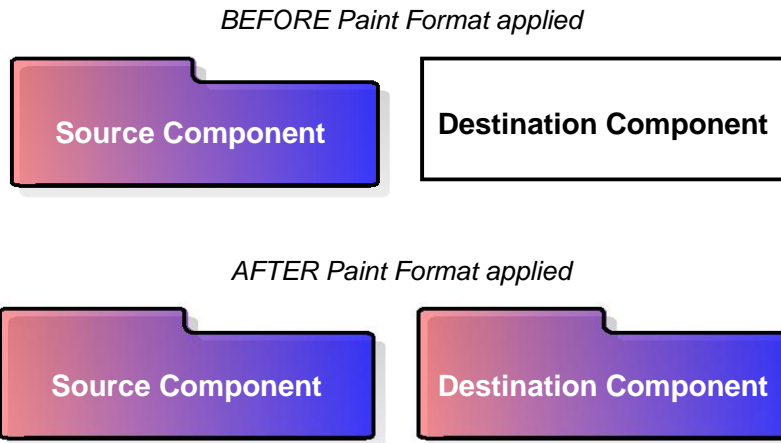 BEFORE Paint Format applied
Source Component
Destination Component
AFTER Paint Format applied
Source Component
Destination Component